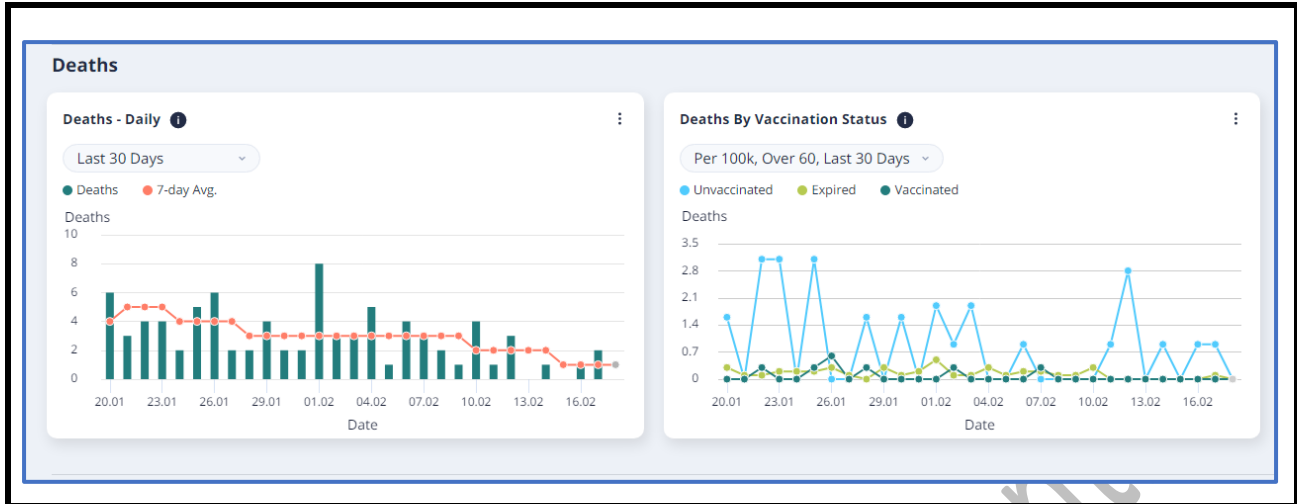 Deaths
Deaths - Daily i
Last 30 Days
Deaths 7-day Avg.
Deaths
10
8
6
4
2
0
20.01 23.01 26.01 29.01 01.02 04.02 07.02 10.02 13.02 16.02
Date
Deaths By Vaccination Status i
Per 100k, Over 60, Last 30 Days
Unvaccinated Expired Vaccinated
Deaths
3.5
2.8
2.1
1.4
0.7
0
20.01 23.01 26.01 29.01 01.02 04.02 07.02 10.02 13.02 16.02
Date